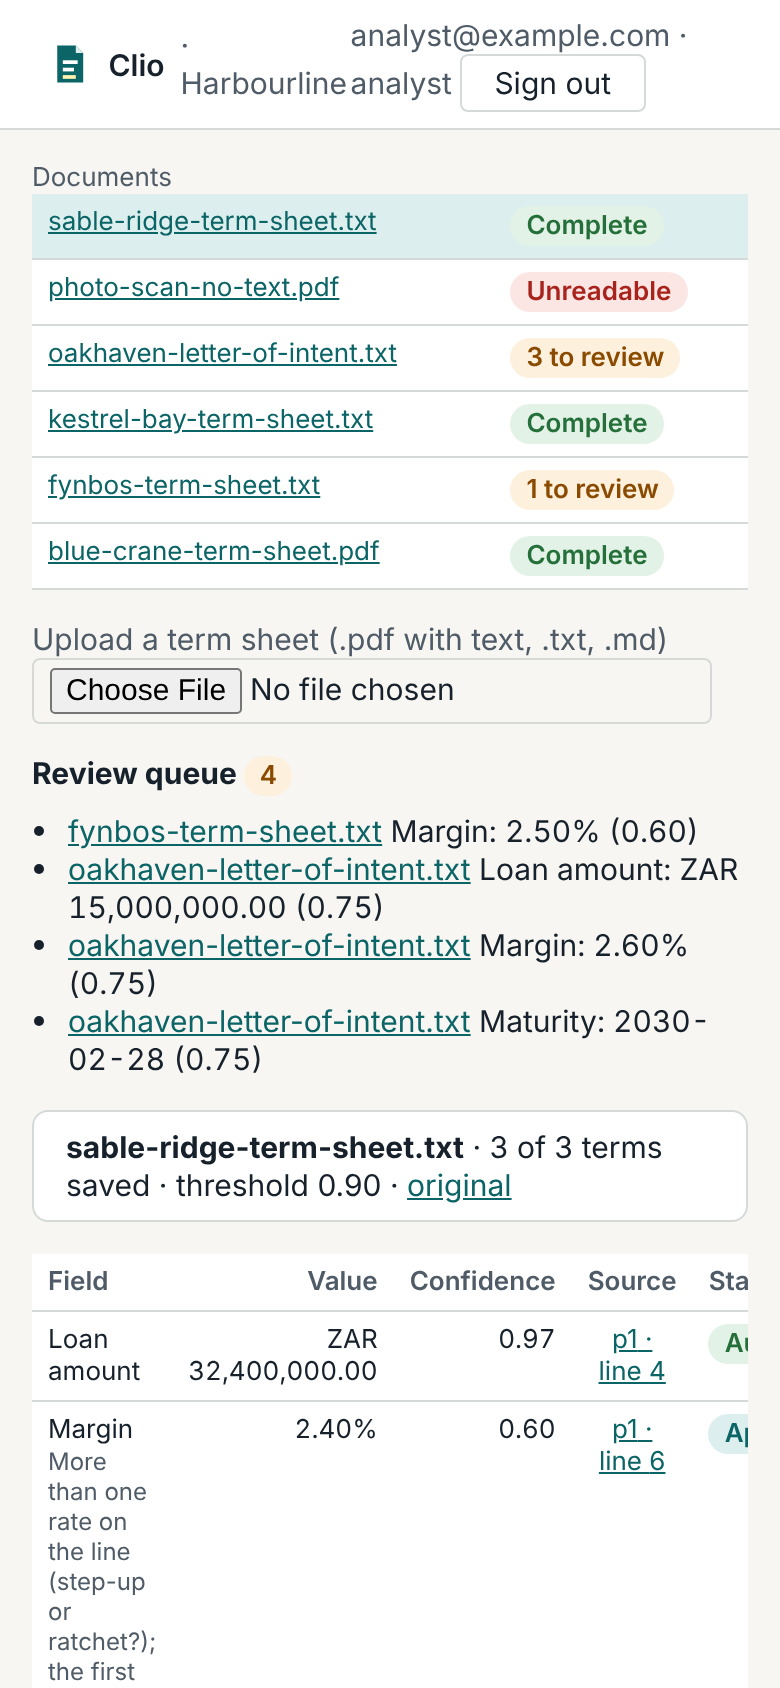 Clio · Harbourline analyst@example.com · analyst Sign out
Documents
sable-ridge-term-sheet.txt Complete
photo-scan-no-text.pdf Unreadable
oakhaven-letter-of-intent.txt 3 to review
kestrel-bay-term-sheet.txt Complete
fynbos-term-sheet.txt 1 to review
blue-crane-term-sheet.pdf Complete
Upload a term sheet (.pdf with text, .txt, .md)
Choose File No file chosen
Review queue 4
• fynbos-term-sheet.txt Margin: 2.50% (0.60)
• oakhaven-letter-of-intent.txt Loan amount: ZAR
15,000,000.00 (0.75)
• oakhaven-letter-of-intent.txt Margin: 2.60%
(0.75)
• oakhaven-letter-of-intent.txt Maturity: 2030-
02-28 (0.75)
sable-ridge-term-sheet.txt · 3 of 3 terms
saved · threshold 0.90 · original
Field Value Confidence Source
Loan ZAR 0.97 p1 ·
amount 32,400,000.00 line 4
Margin 2.40% 0.60 p1 ·
More line 6
than one
rate on
the line
(step-up
or
ratchet?);
the first